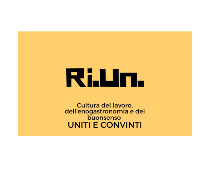 Ri.Un.
Cultura del lavoro,
dell'enogastronomia e del
buonsenso
UNITI E CONVINTI